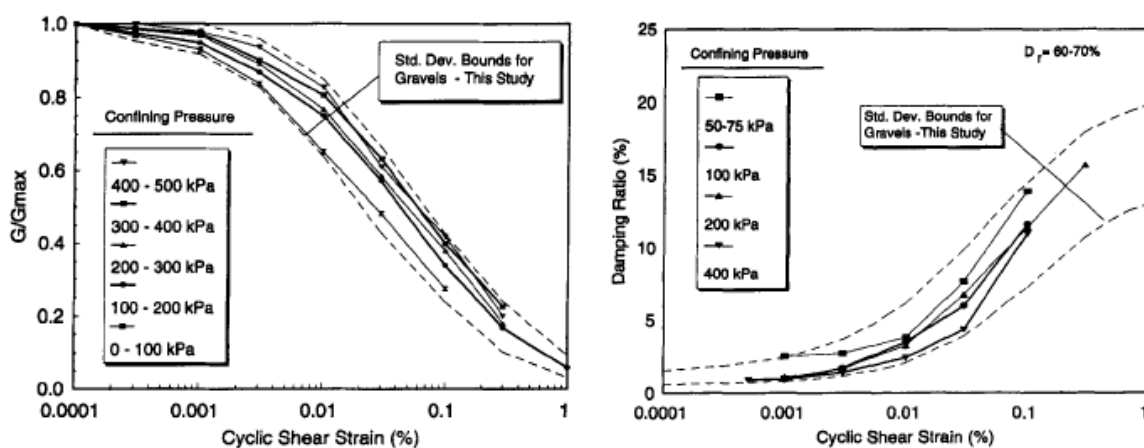 1.0
0.8
0.6
0.4
0.2
0.0
G/Gmax
Std. Dev. Bounds for
Gravels - This Study
Confining Pressure
400 - 500 kPa
300 - 400 kPa
200 - 300 kPa
100 - 200 kPa
0 - 100 kPa
0.0001
0.001
0.01
0.1
1
Cyclic Shear Strain (%)
25
20
15
10
5
0
Damping Ratio (%)
Confining Pressure
50-75 kPa
100 kPa
200 kPa
400 kPa
Dr= 60-70%
Std. Dev. Bounds for
Gravels -This Study
0.0001
0.001
0.01
0.1
1
Cyclic Shear Strain (%)